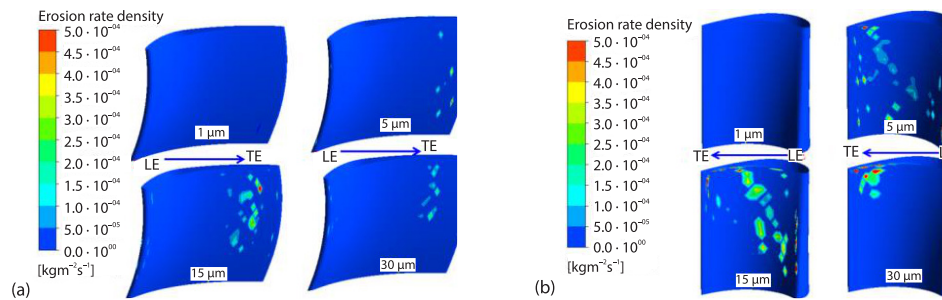 Erosion rate density
5.0 · 10⁻⁰⁴
4.5 · 10⁻⁰⁴
4.0 · 10⁻⁰⁴
3.5 · 10⁻⁰⁴
3.0 · 10⁻⁰⁴
2.5 · 10⁻⁰⁴
2.0 · 10⁻⁰⁴
1.5 · 10⁻⁰⁴
1.0 · 10⁻⁰⁴
5.0 · 10⁻⁰⁵
0.0 · 10⁰⁰
[kgm⁻²s⁻¹]
(a)
1 µm
5 µm
LE
TE
LE
TE
15 µm
30 µm
Erosion rate density
5.0 · 10⁻⁰⁴
4.5 · 10⁻⁰⁴
4.0 · 10⁻⁰⁴
3.5 · 10⁻⁰⁴
3.0 · 10⁻⁰⁴
2.5 · 10⁻⁰⁴
2.0 · 10⁻⁰⁴
1.5 · 10⁻⁰⁴
1.0 · 10⁻⁰⁴
5.0 · 10⁻⁰⁵
0.0 · 10⁰⁰
[kgm⁻²s⁻¹]
(b)
1 µm
5 µm
TE
LE
TE
15 µm
30 µm